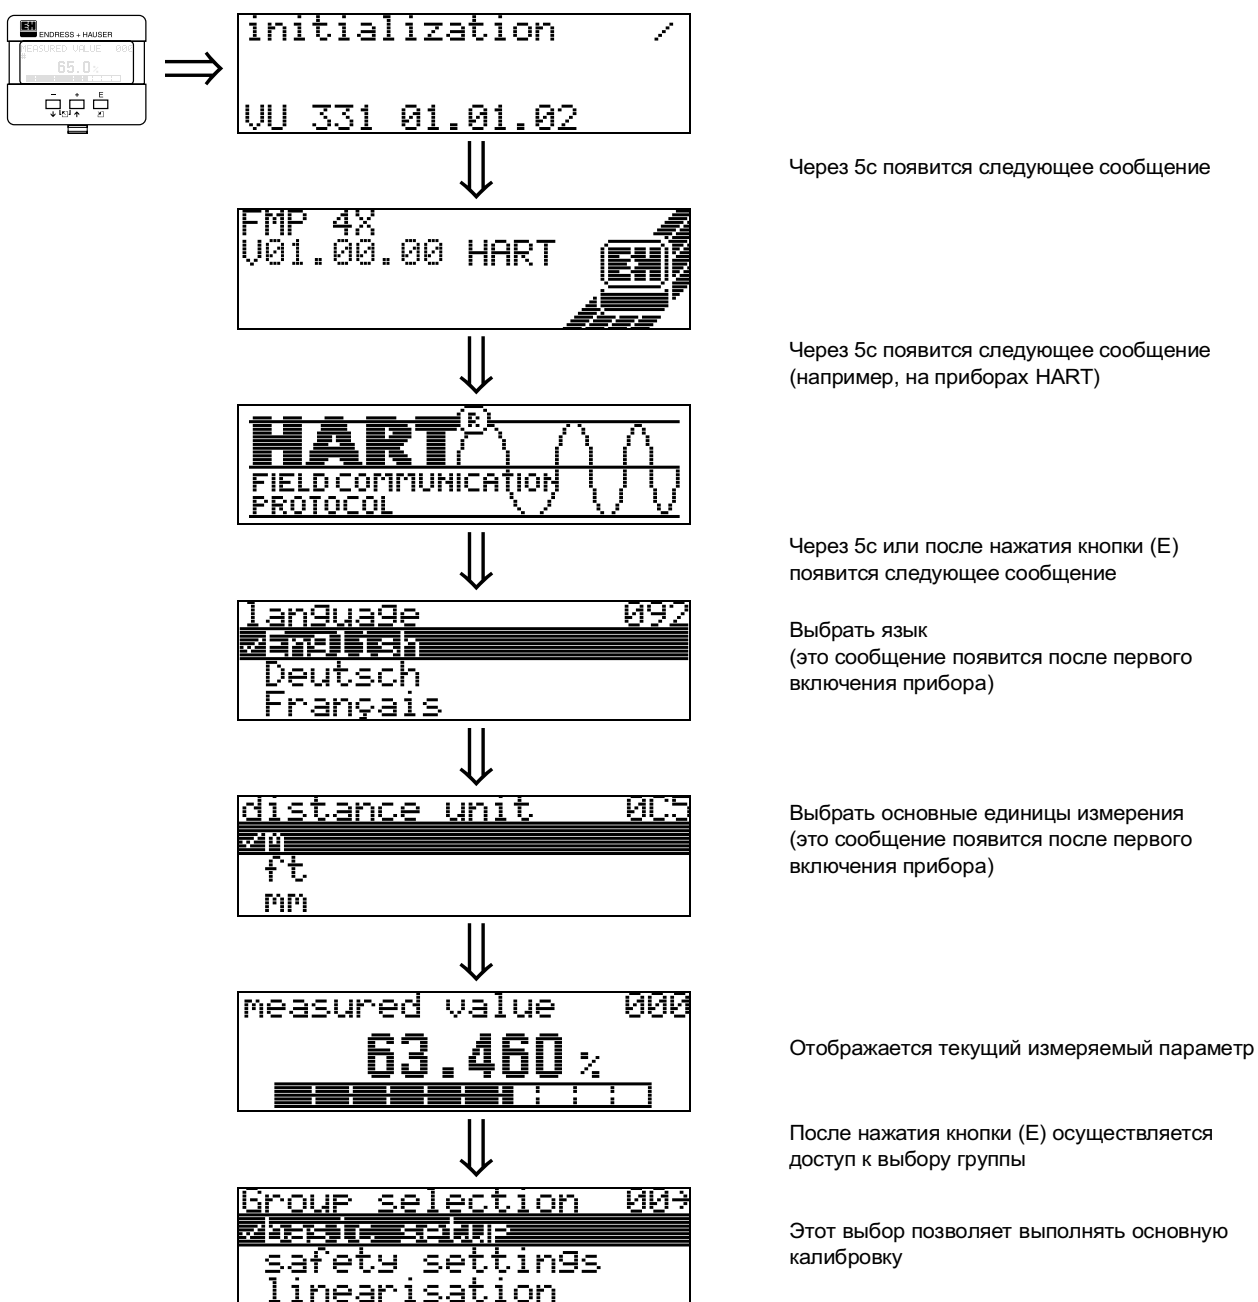 EH
ENDRESS + HAUSER
MEASURED VALUE 000
65.0 %
- + E
initialization /
VU 331 01.01.02
Через 5с появится следующее сообщение
FMP 4X
V01.00.00 HART
EH
Через 5с появится следующее сообщение
(например, на приборах HART)
HART R
FIELD COMMUNICATION
PROTOCOL
Через 5с или после нажатия кнопки (E)
появится следующее сообщение
language 092
✓English
Deutsch
Français
Выбрать язык
(это сообщение появится после первого
включения прибора)
distance unit 0C5
✓m
ft
mm
Выбрать основные единицы измерения
(это сообщение появится после первого
включения прибора)
measured value 000
63.460 %
Отображается текущий измеряемый параметр
После нажатия кнопки (E) осуществляется
доступ к выбору группы
Group selection 00→
✓basic setup
safety settings
linearisation
Этот выбор позволяет выполнять основную
калибровку